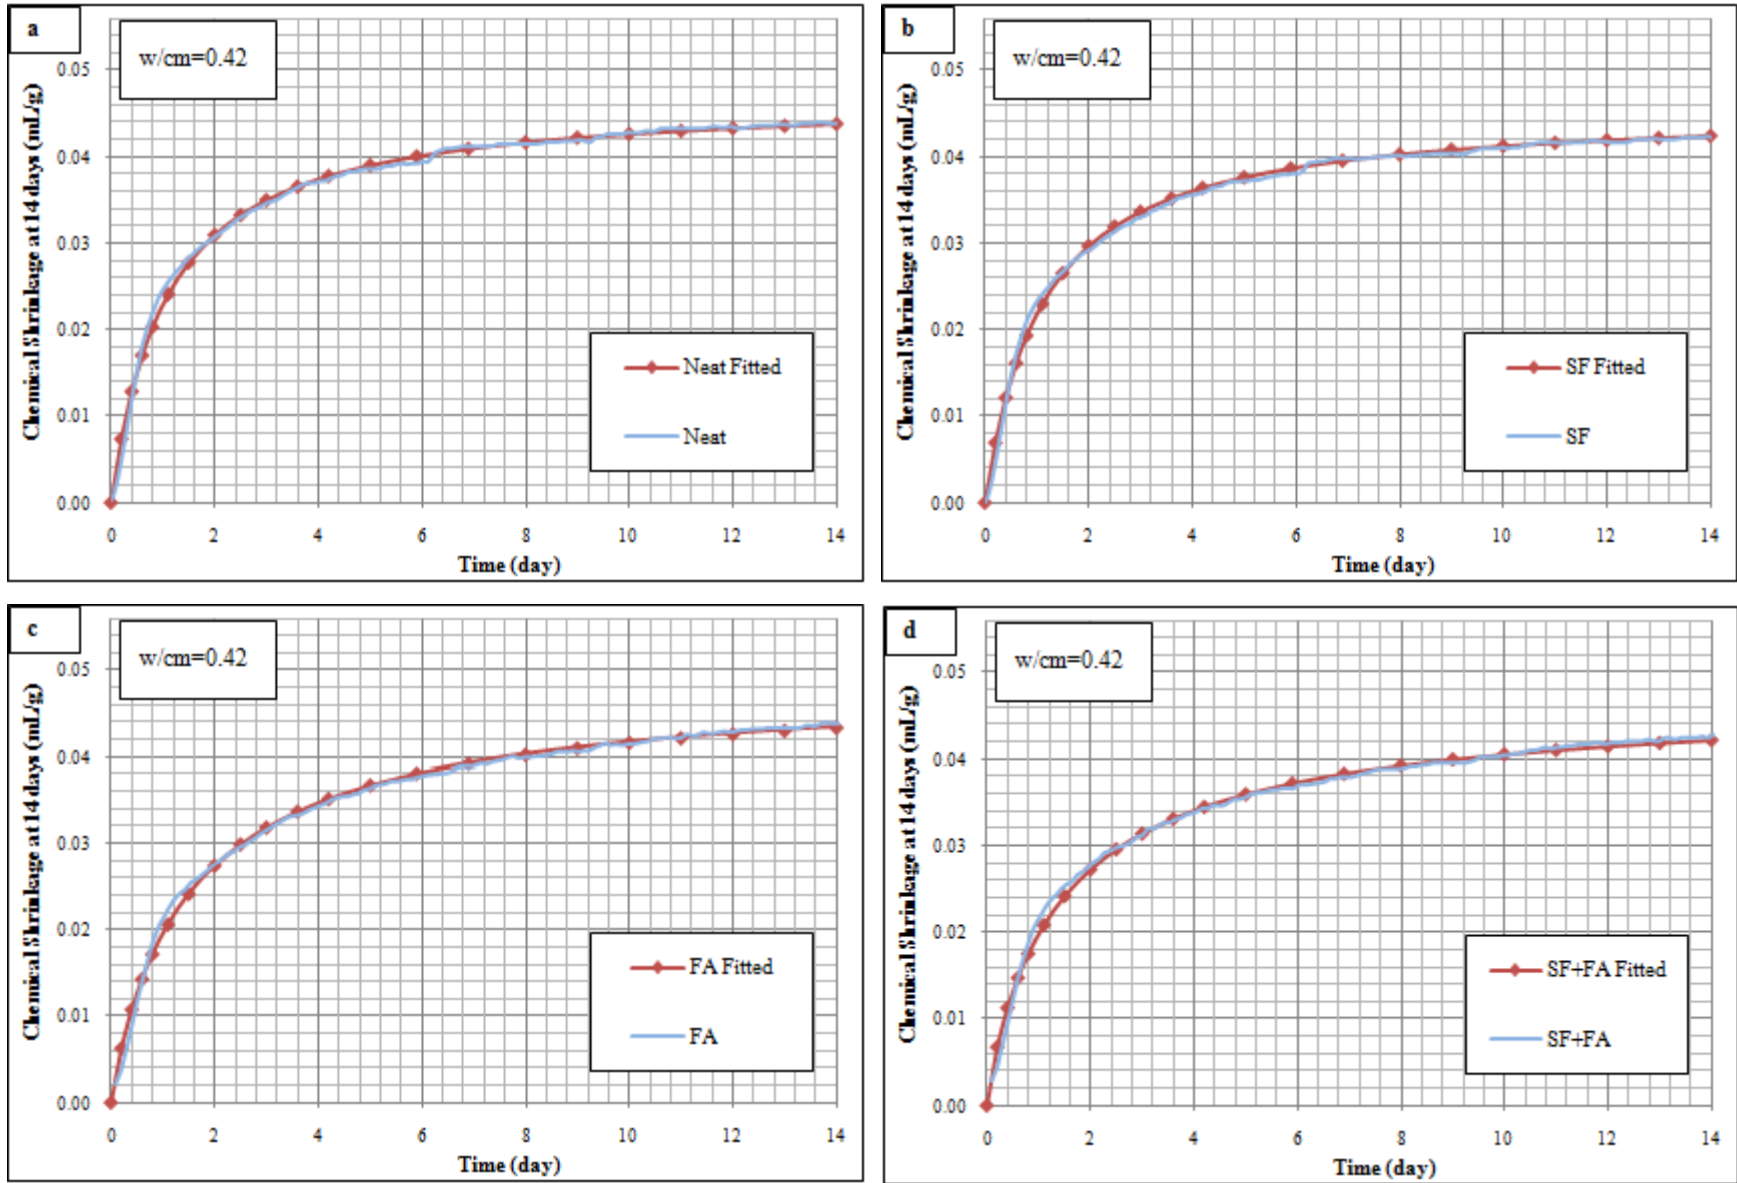 a
w/cm=0.42
Chemical Shrinkage at 14 days (mL/g)
0.05
0.04
0.03
0.02
0.01
0.00
Neat Fitted
Neat
0 2 4 6 8 10 12 14
Time (day)
b
w/cm=0.42
Chemical Shrinkage at 14 days (mL/g)
0.05
0.04
0.03
0.02
0.01
0.00
SF Fitted
SF
0 2 4 6 8 10 12 14
Time (day)
c
w/cm=0.42
Chemical Shrinkage at 14 days (mL/g)
0.05
0.04
0.03
0.02
0.01
0.00
FA Fitted
FA
0 2 4 6 8 10 12 14
Time (day)
d
w/cm=0.42
Chemical Shrinkage at 14 days (mL/g)
0.05
0.04
0.03
0.02
0.01
0.00
SF+FA Fitted
SF+FA
0 2 4 6 8 10 12 14
Time (day)